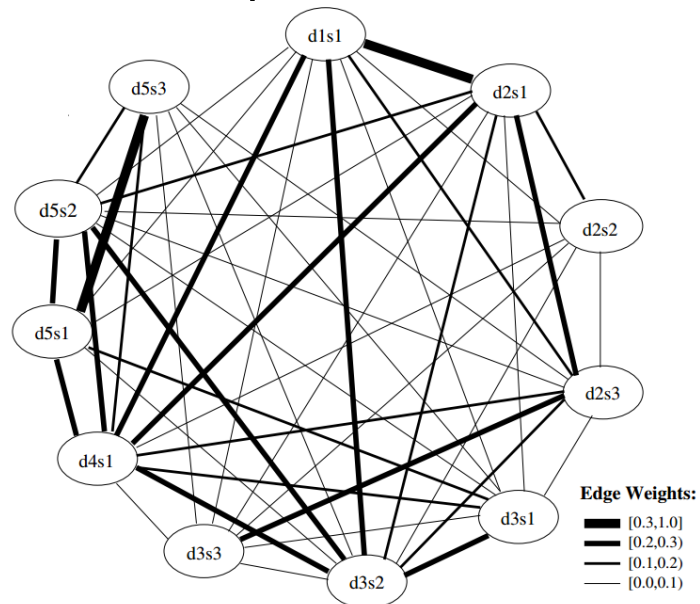 d1s1
d5s3
d2s1
d5s2
d2s2
d5s1
d2s3
d4s1
d3s1
d3s3
d3s2
Edge Weights:
[0.3,1.0]
[0.2,0.3)
[0.1,0.2)
[0.0,0.1)